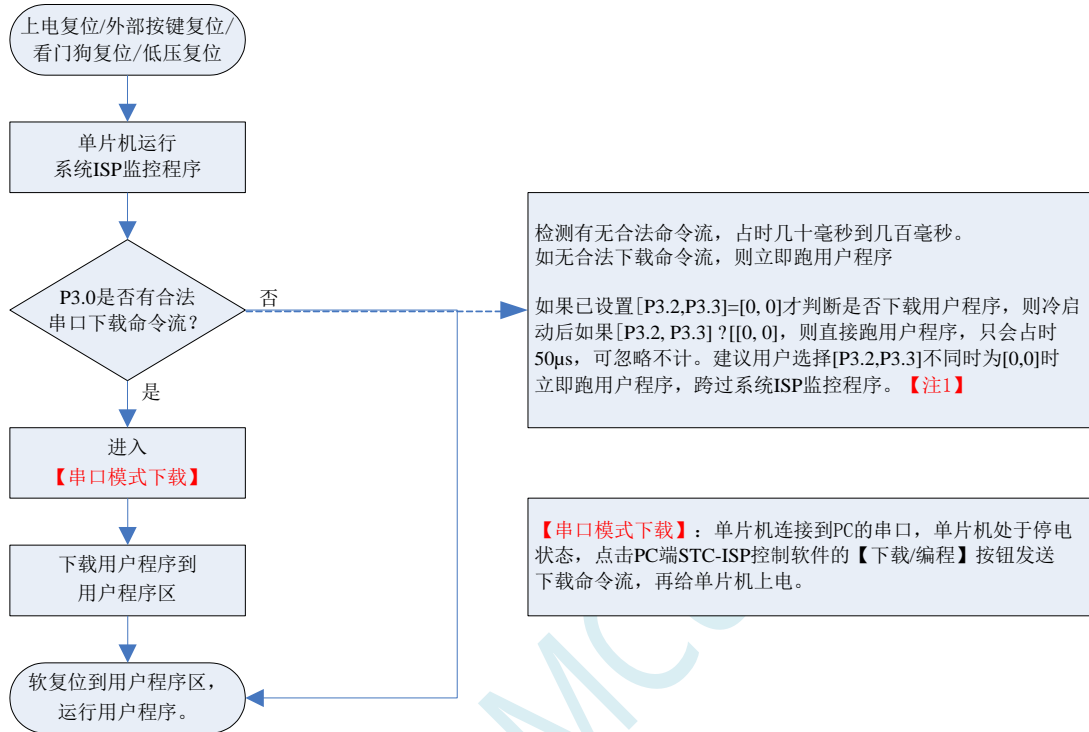 上电复位/外部按键复位/
看门狗复位/低压复位
单片机运行
系统ISP监控程序
P3.0是否有合法
串口下载命令流？
否
是
进入
【串口模式下载】
下载用户程序到
用户程序区
软复位到用户程序区，
运行用户程序。
检测有无合法命令流，占时几十毫秒到几百毫秒。
如无合法下载命令流，则立即跑用户程序
如果已设置[P3.2,P3.3]=[0, 0]才判断是否下载用户程序，则冷启
动后如果[P3.2, P3.3] ?[[0, 0]，则直接跑用户程序，只会占时
50μs，可忽略不计。建议用户选择[P3.2,P3.3]不同时为[0,0]时
立即跑用户程序，跨过系统ISP监控程序。【注1】
【串口模式下载】：单片机连接到PC的串口，单片机处于停电
状态，点击PC端STC-ISP控制软件的【下载/编程】按钮发送
下载命令流，再给单片机上电。
MC